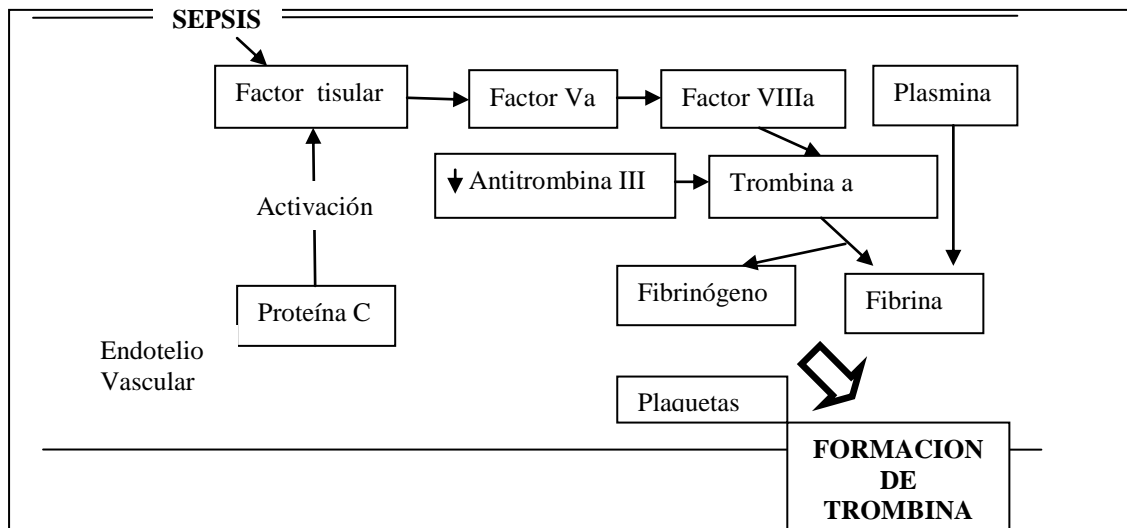 SEPSIS
Factor tisular
Factor Va
Factor VIIIa
Plasmina
Antitrombina III
Trombina a
Activación
Fibrinógeno
Fibrina
Proteína C
Endotelio
Vascular
Plaquetas
FORMACION
DE
TROMBINA